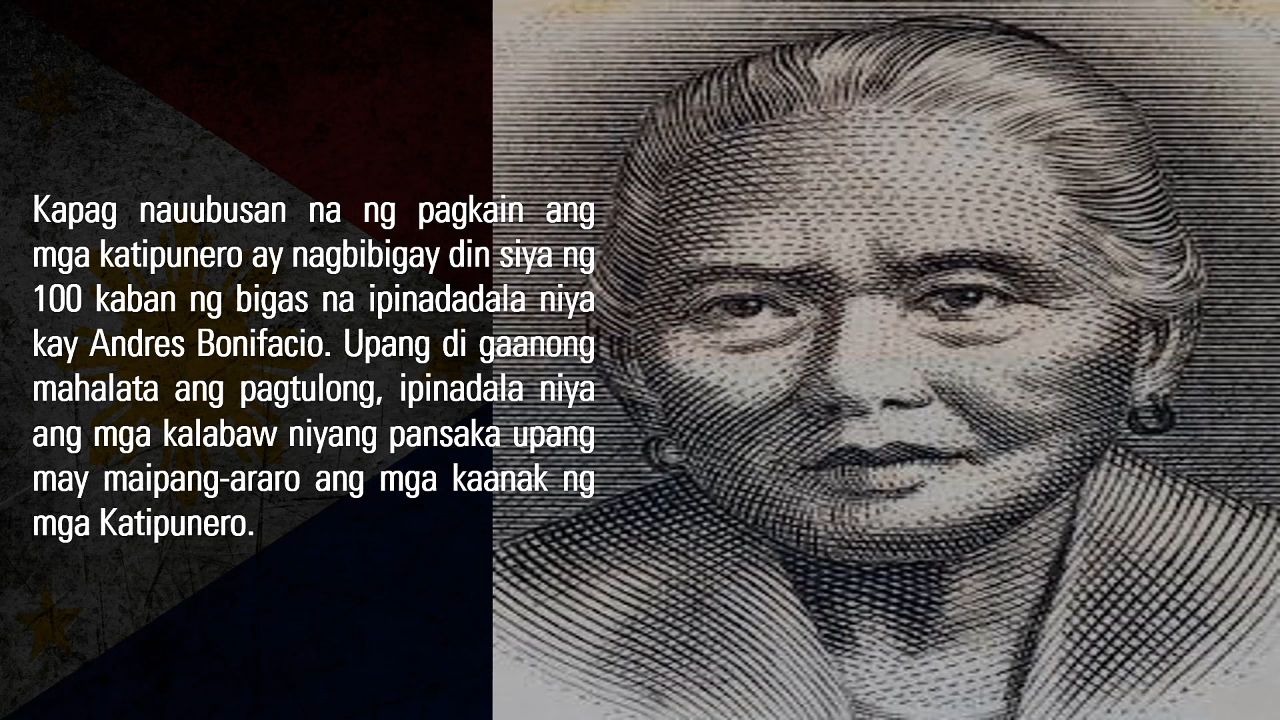 Kapag nauubusan na ng pagkain ang
mga katipunero ay nagbibigay din siya ng
100 kaban ng bigas na ipinadadala niya
kay Andres Bonifacio. Upang di gaanong
mahalata ang pagtulong, ipinadala niya
ang mga kalabaw niyang pansaka upang
may maipang-araro ang mga kaanak ng
mga Katipunero.